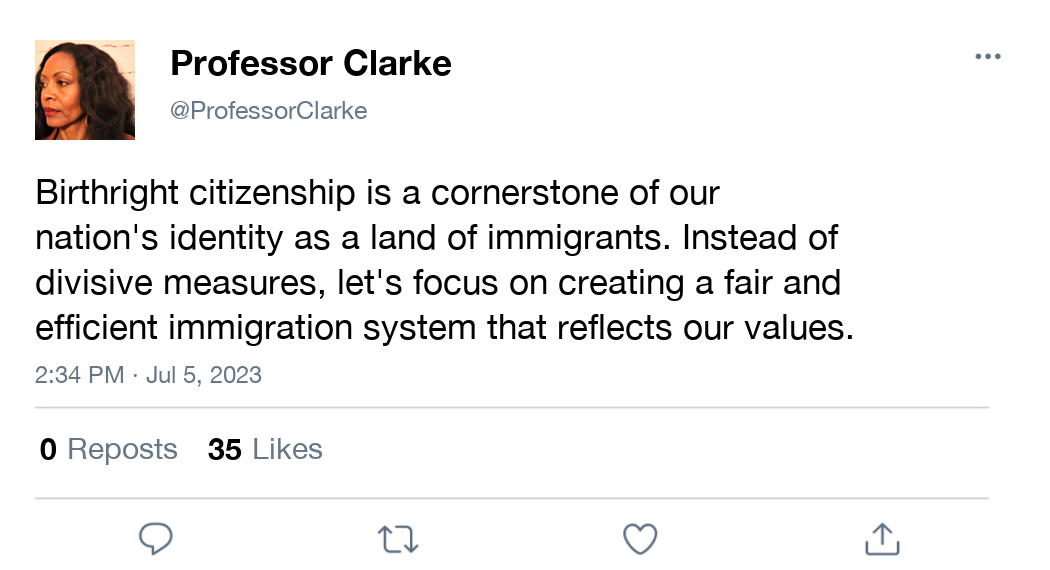 Professor Clarke
@ProfessorClarke
Birthright citizenship is a cornerstone of our
nation's identity as a land of immigrants. Instead of
divisive measures, let's focus on creating a fair and
efficient immigration system that reflects our values.
2:34 PM · Jul 5, 2023
0 Reposts 35 Likes